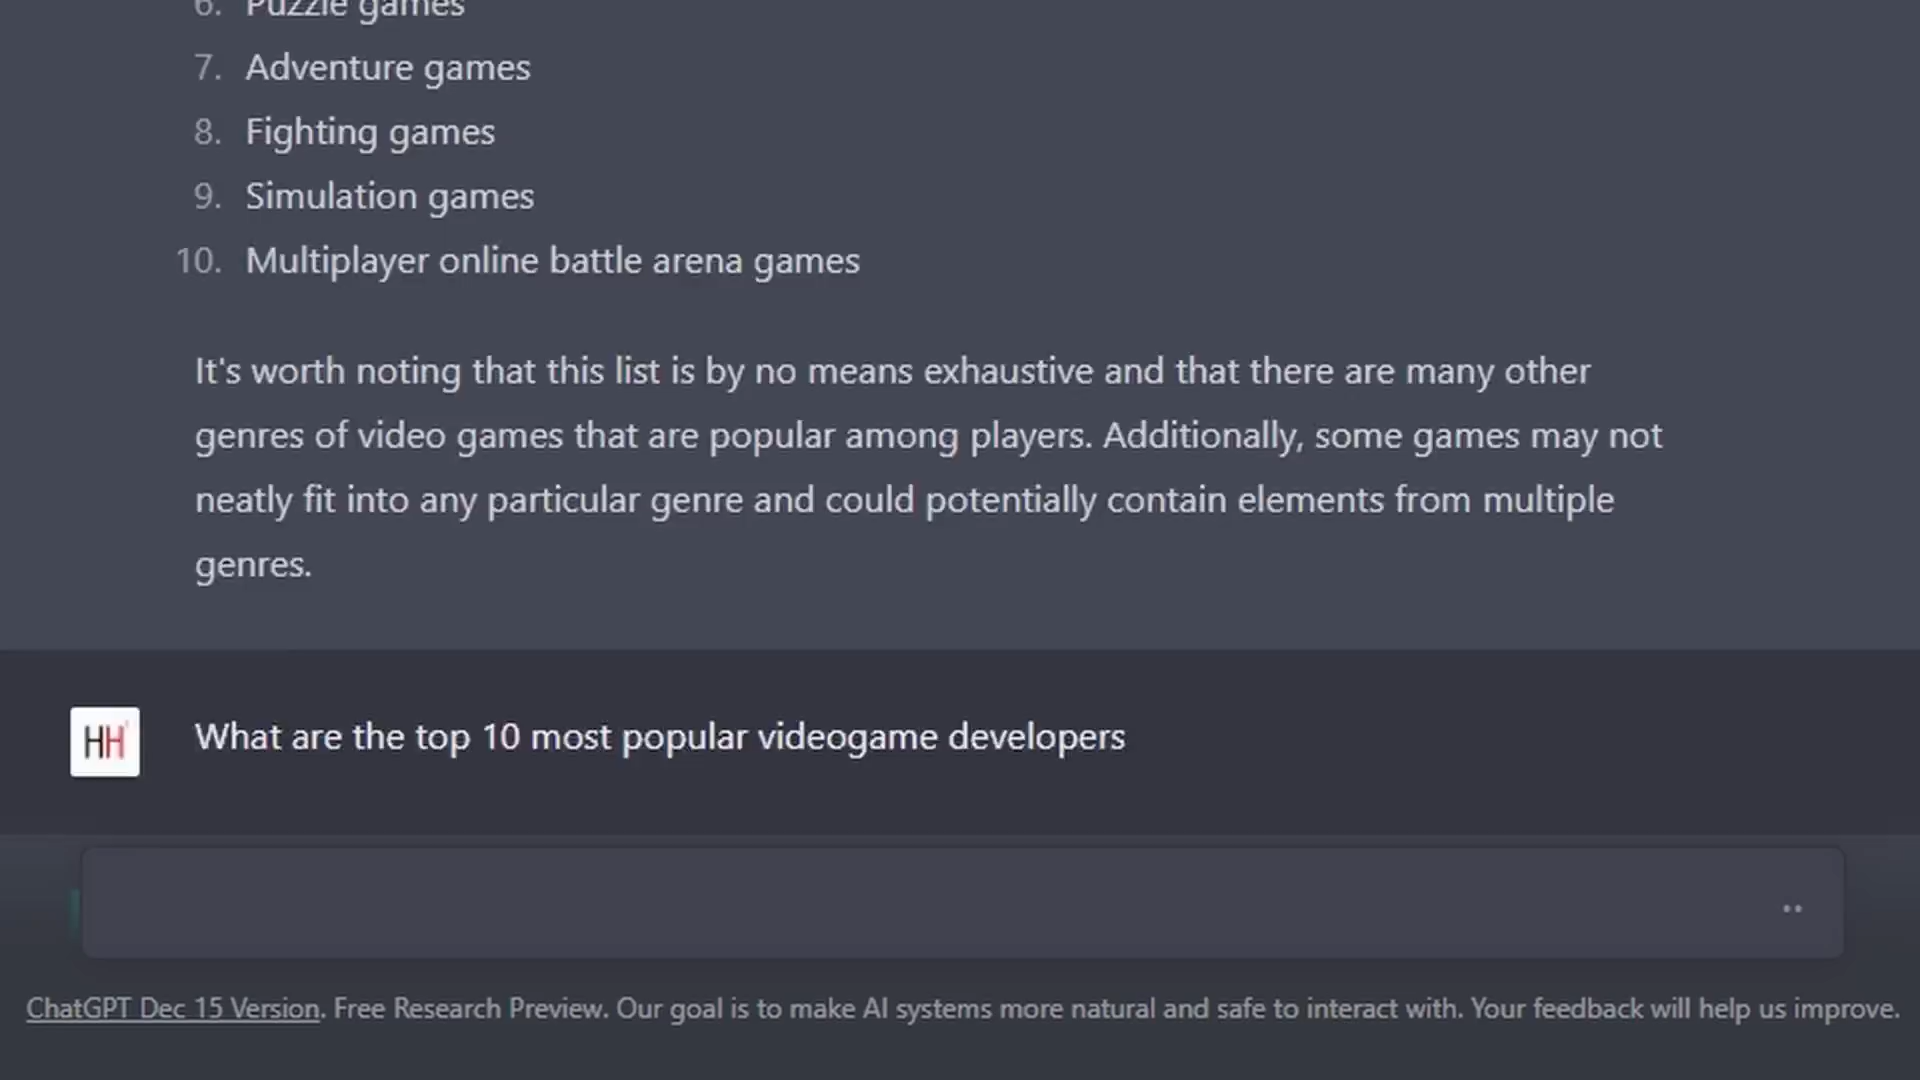 6. Puzzle games
7. Adventure games
8. Fighting games
9. Simulation games
10. Multiplayer online battle arena games
It's worth noting that this list is by no means exhaustive and that there are many other
genres of video games that are popular among players. Additionally, some games may not
neatly fit into any particular genre and could potentially contain elements from multiple
genres.
HH
What are the top 10 most popular videogame developers
ChatGPT Dec 15 Version. Free Research Preview. Our goal is to make AI systems more natural and safe to interact with. Your feedback will help us improve.